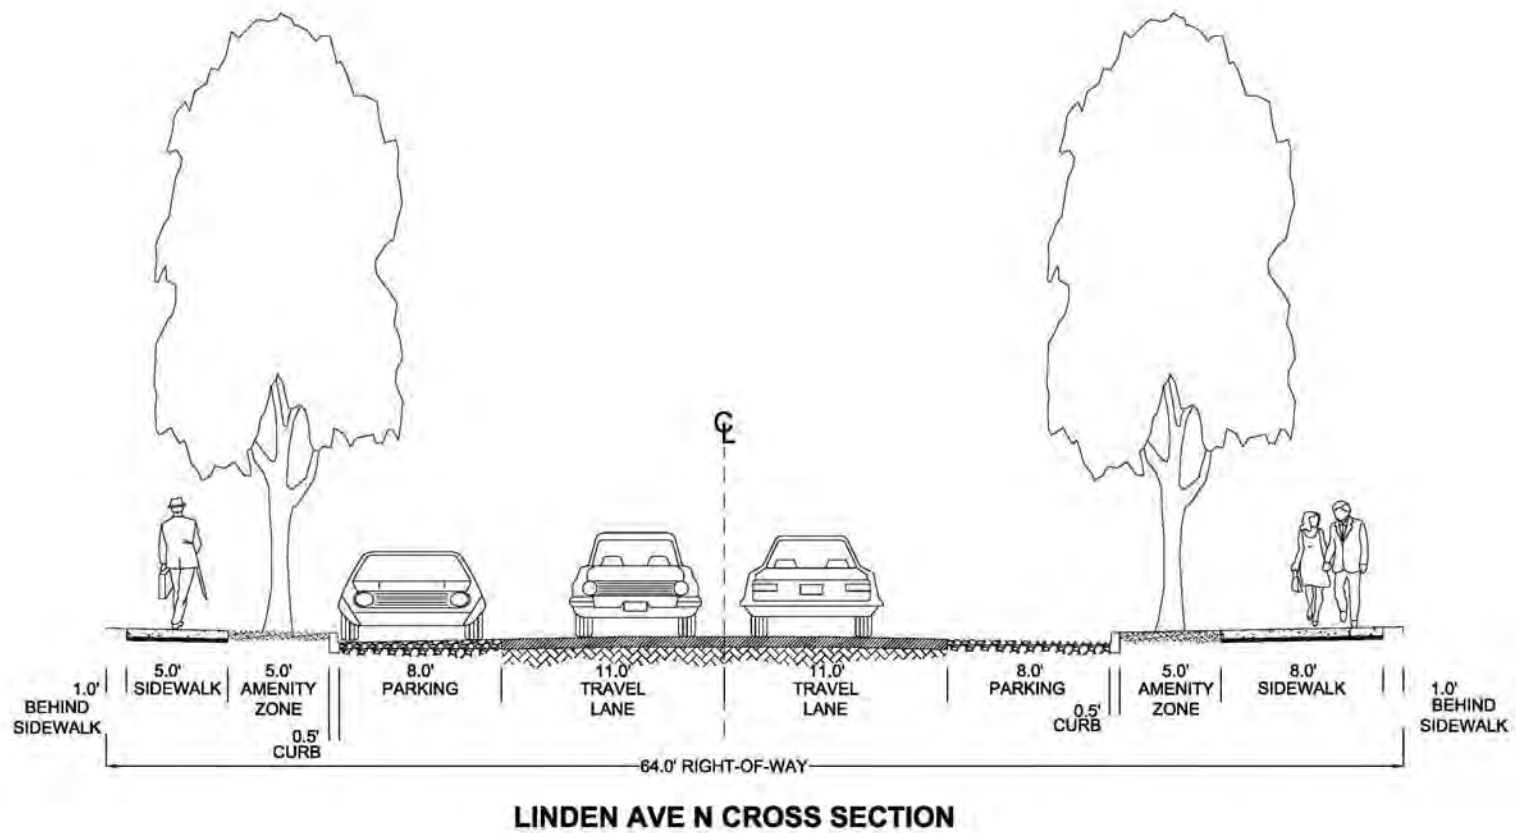 ℄
1.0'
BEHIND
SIDEWALK
5.0'
SIDEWALK
5.0'
AMENITY
ZONE
0.5'
CURB
8.0'
PARKING
11.0'
TRAVEL
LANE
11.0'
TRAVEL
LANE
8.0'
PARKING
0.5'
CURB
5.0'
AMENITY
ZONE
8.0'
SIDEWALK
1.0'
BEHIND
SIDEWALK
64.0' RIGHT-OF-WAY
LINDEN AVE N CROSS SECTION